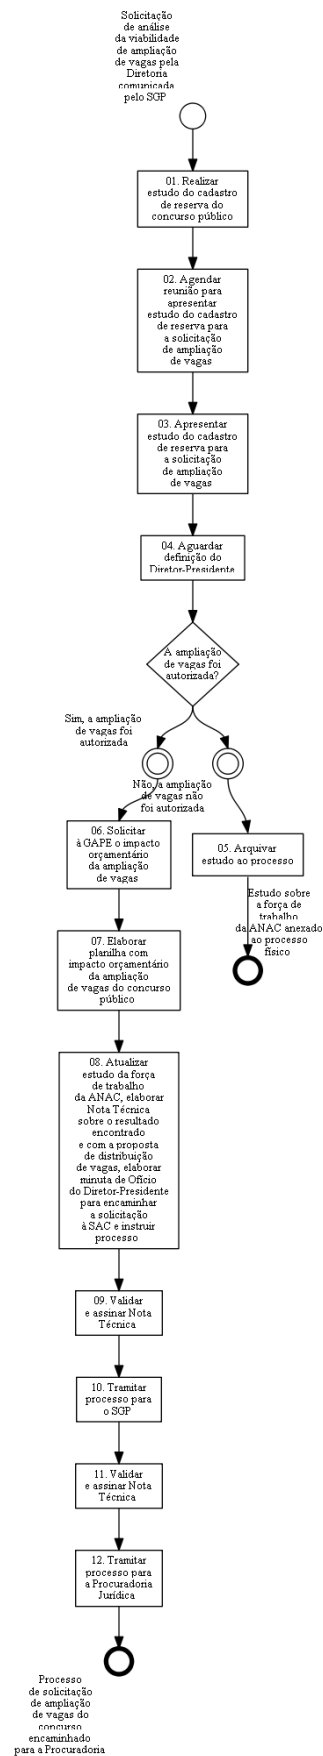 Solicitação
de análise
da viabilidade
de ampliação
de vagas pela
Diretoria
comunicada
pelo SGP
01. Realizar
estudo do cadastro
de reserva do
concurso público
02. Agendar
reunião para
apresentar
estudo do cadastro
de reserva para
a solicitação
de ampliação
de vagas
03. Apresentar
estudo do cadastro
de reserva para
a solicitação
de ampliação
de vagas
04. Aguardar
definição do
Diretor-Presidente
A ampliação
de vagas foi
autorizada?
Sim, a ampliação
de vagas foi
autorizada
Não, a ampliação
de vagas não
foi autorizada
06. Solicitar
à GAPE o impacto
orçamentário
da ampliação
de vagas
05. Arquivar
estudo ao processo
Estudo sobre
a força de
trabalho
da ANAC anexado
ao processo
físico
07. Elaborar
planilha com
impacto orçamentário
da ampliação
de vagas do concurso
público
08. Atualizar
estudo da força
de trabalho
da ANAC, elaborar
Nota Técnica
sobre o resultado
encontrado
e com a proposta
de distribuição
de vagas, elaborar
minuta de Ofício
do Diretor-Presidente
para encaminhar
a solicitação
à SAC e instruir
processo
09. Validar
e assinar Nota
Técnica
10. Tramitar
processo para
o SGP
11. Validar
e assinar Nota
Técnica
12. Tramitar
processo para
a Procuradoria
Jurídica
Processo
de solicitação
de ampliação
de vagas do
concurso
encaminhado
para a Procuradoria